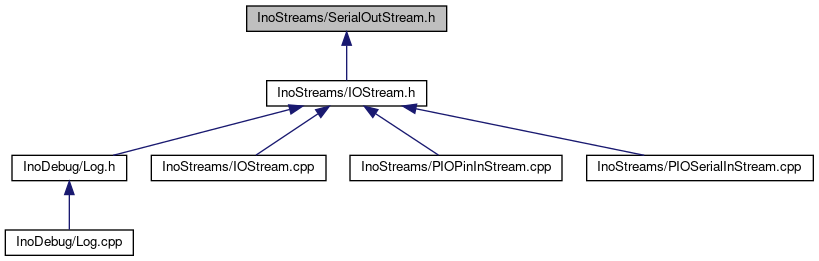 InoStreams/SerialOutStream.h
InoStreams/IOStream.h
InoDebug/Log.h
InoStreams/IOStream.cpp
InoStreams/PIOPinInStream.cpp
InoStreams/PIOSerialInStream.cpp
InoDebug/Log.cpp